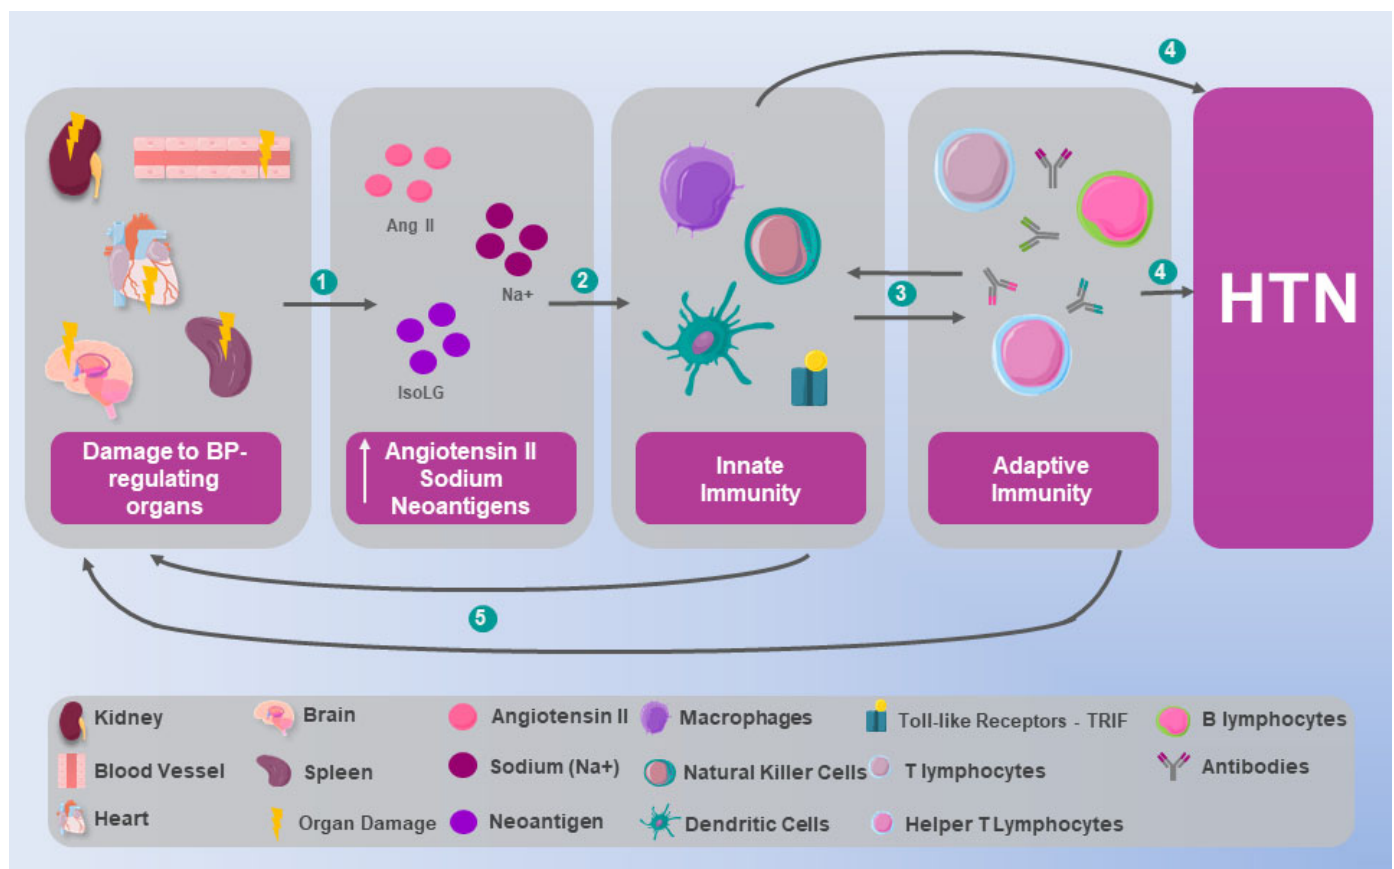 4
Ang II
Na+
IsoLG
1
2
3
4
HTN
Damage to BP-
regulating
organs
Angiotensin II
Sodium
Neoantigens
Innate
Immunity
Adaptive
Immunity
5
Kidney
Brain
Angiotensin II
Macrophages
Toll-like Receptors - TRIF
B lymphocytes
Blood Vessel
Spleen
Sodium (Na+)
Natural Killer Cells
T lymphocytes
Antibodies
Heart
Organ Damage
Neoantigen
Dendritic Cells
Helper T Lymphocytes